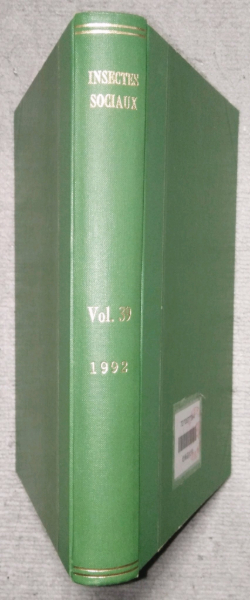 INSECTES
SOCIAUX
Vol. 39
1992